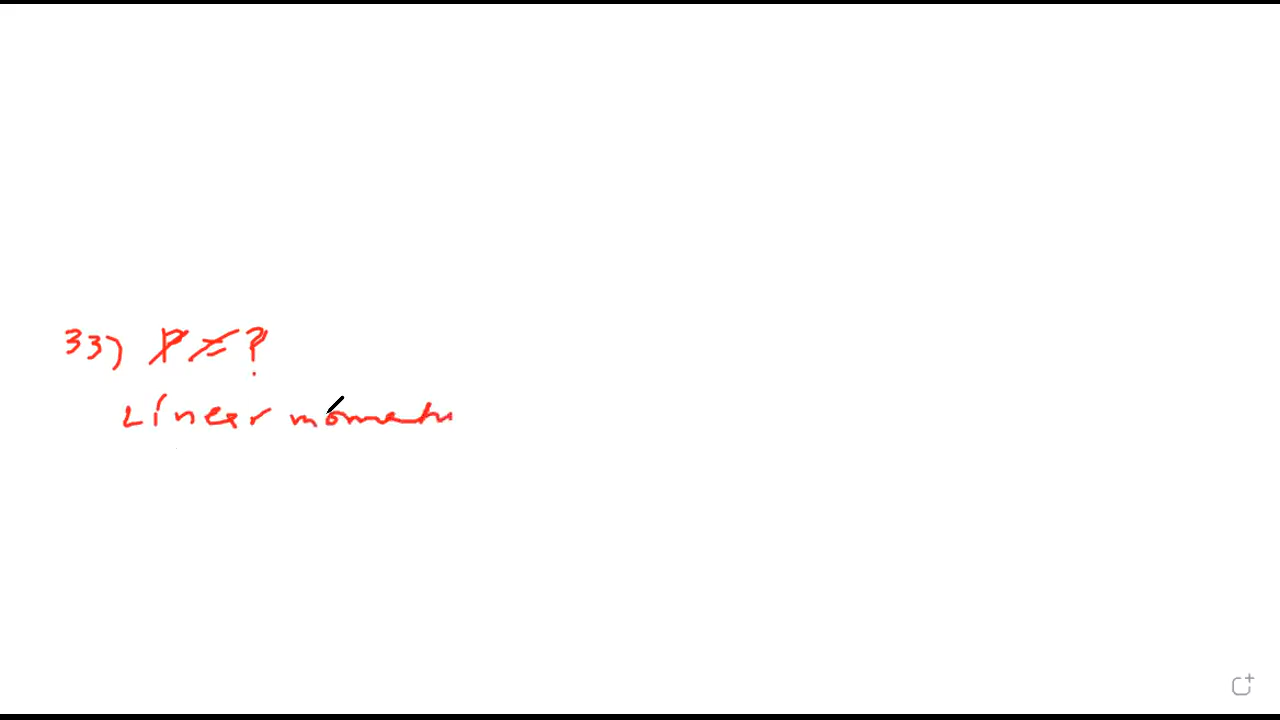 33) P = ?
Linear momentu